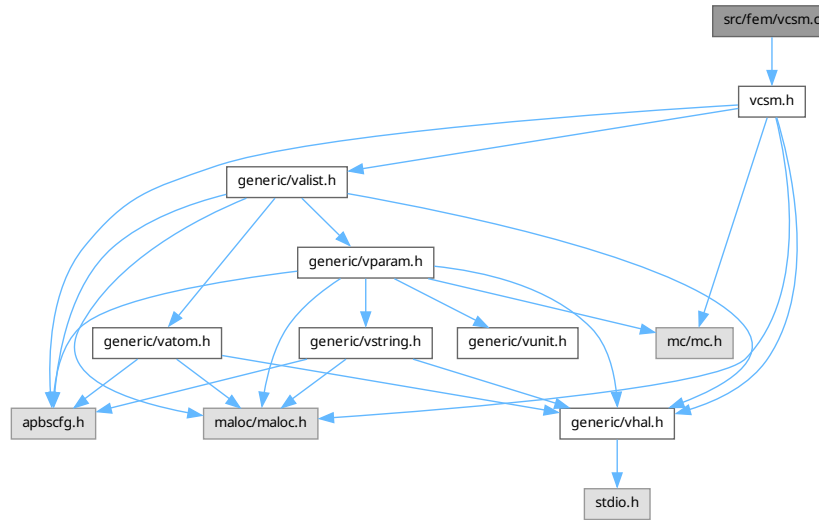 src/fem/vcsm.c
vcsm.h
generic/valist.h
generic/vparam.h
generic/vatom.h
generic/vstring.h
generic/vunit.h
mc/mc.h
apbscfg.h
maloc/maloc.h
generic/vhal.h
stdio.h